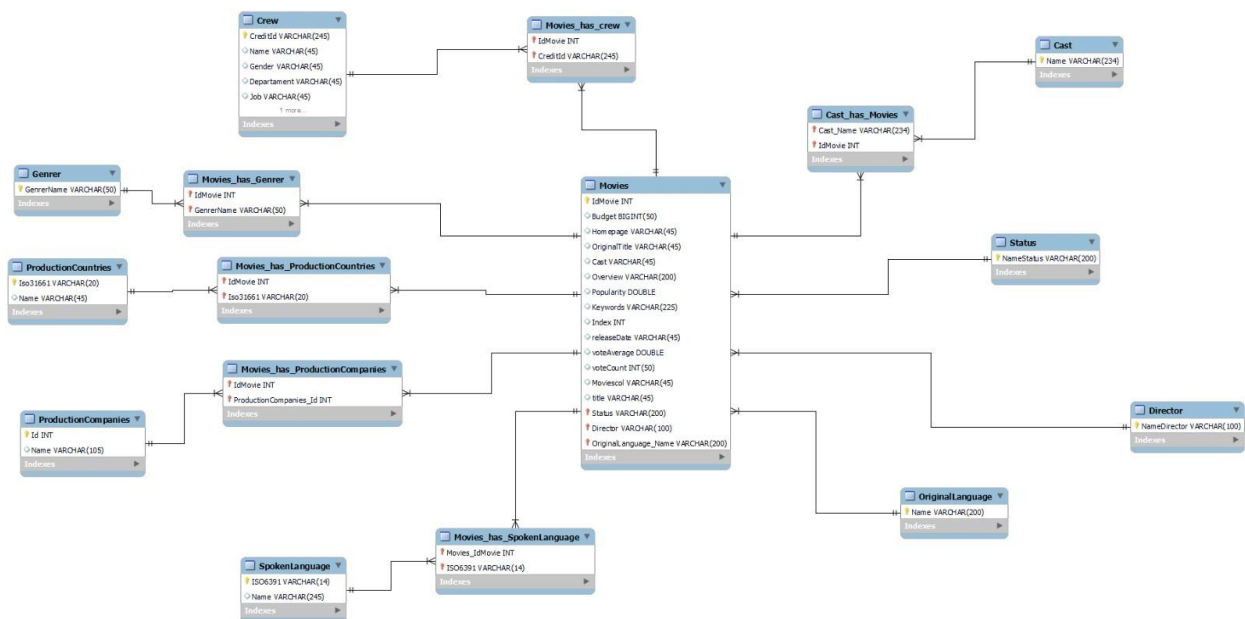 Crew
CreditId VARCHAR(245)
Name VARCHAR(45)
Gender VARCHAR(45)
Departament VARCHAR(45)
Job VARCHAR(45)
1 more...
Indexes
Movies_has_crew
IdMovie INT
CreditId VARCHAR(245)
Indexes
Cast
Name VARCHAR(234)
Indexes
Cast_has_Movies
Cast_Name VARCHAR(234)
IdMovie INT
Indexes
Genrer
GenrerName VARCHAR(50)
Indexes
Movies_has_Genrer
IdMovie INT
GenrerName VARCHAR(50)
Indexes
Movies
IdMovie INT
Budget BIGINT(50)
Homepage VARCHAR(45)
OriginalTitle VARCHAR(45)
Cast VARCHAR(45)
Overview VARCHAR(200)
Popularity DOUBLE
Keywords VARCHAR(225)
Index INT
releaseDate VARCHAR(45)
voteAverage DOUBLE
voteCount INT(50)
Moviescol VARCHAR(45)
title VARCHAR(45)
Status VARCHAR(200)
Director VARCHAR(100)
OriginalLanguage_Name VARCHAR(200)
Indexes
Status
NameStatus VARCHAR(200)
Indexes
ProductionCountries
Iso31661 VARCHAR(20)
Name VARCHAR(45)
Indexes
Movies_has_ProductionCountries
IdMovie INT
Iso31661 VARCHAR(20)
Indexes
Movies_has_ProductionCompanies
IdMovie INT
ProductionCompanies_Id INT
Indexes
ProductionCompanies
Id INT
Name VARCHAR(105)
Indexes
Director
NameDirector VARCHAR(100)
Indexes
OriginalLanguage
Name VARCHAR(200)
Indexes
Movies_has_SpokenLanguage
Movies_IdMovie INT
ISO6391 VARCHAR(14)
Indexes
SpokenLanguage
ISO6391 VARCHAR(14)
Name VARCHAR(245)
Indexes